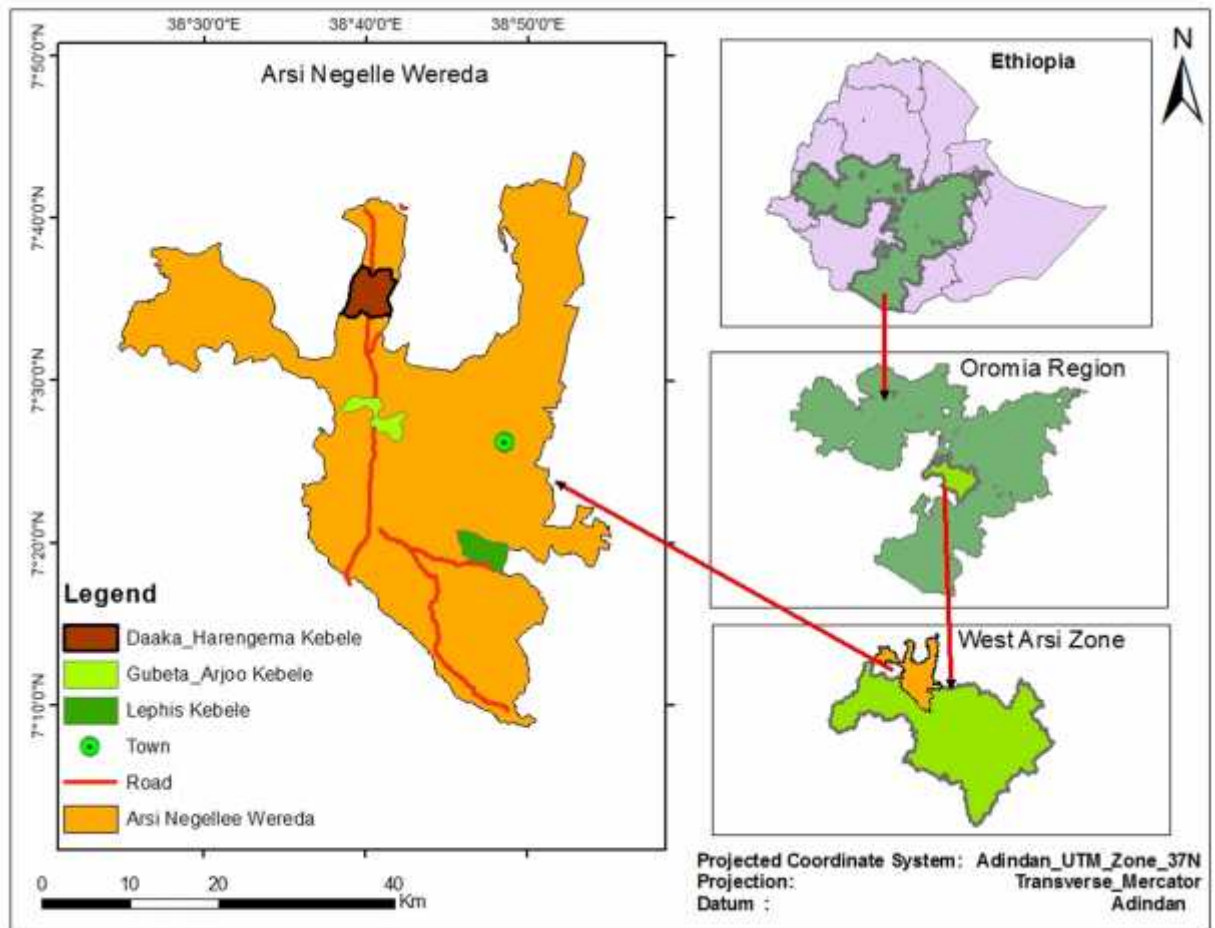 38°30'0"E
38°40'0"E
38°50'0"E
7°50'0"N
7°40'0"N
7°30'0"N
7°20'0"N
7°10'0"N
Arsi Negelle Wereda
Legend
Daaka_Harengema Kebele
Gubeta_Arjoo Kebele
Lephis Kebele
Town
Road
Arsi Negellee Wereda
0 10 20 40
Km
Ethiopia
N
Oromia Region
West Arsi Zone
Projected Coordinate System: Adindan_UTM_Zone_37N
Projection: Transverse_Mercator
Datum : Adindan